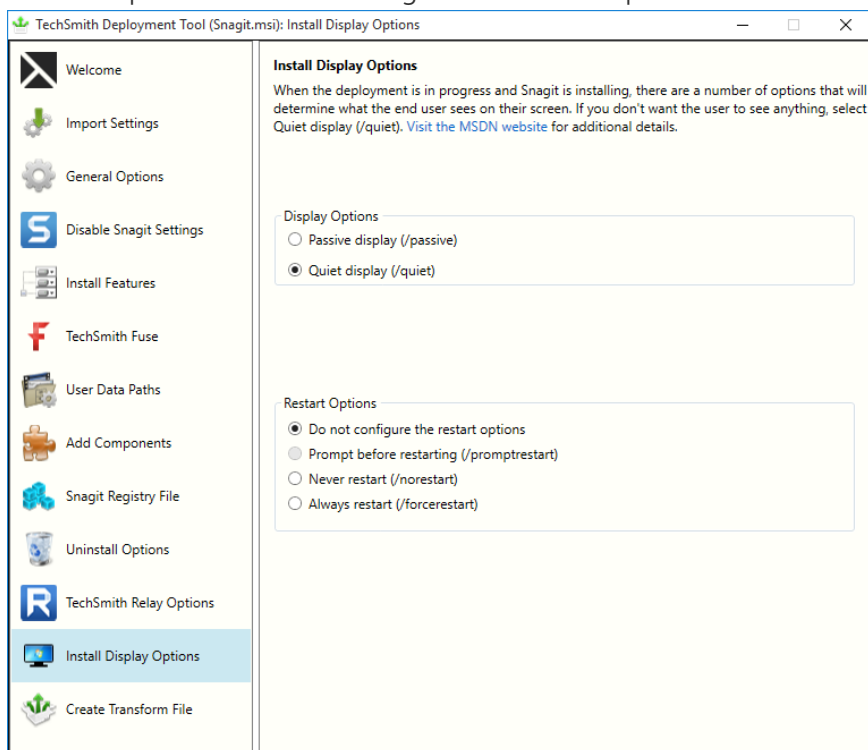 TechSmith Deployment Tool (Snagit.msi): Install Display Options
Welcome
Import Settings
General Options
Disable Snagit Settings
Install Features
TechSmith Fuse
User Data Paths
Add Components
Snagit Registry File
Uninstall Options
TechSmith Relay Options
Install Display Options
Create Transform File
Install Display Options
When the deployment is in progress and Snagit is installing, there are a number of options that will
determine what the end user sees on their screen. If you don't want the user to see anything, select
Quiet display (/quiet). Visit the MSDN website for additional details.
Display Options
Passive display (/passive)
Quiet display (/quiet)
Restart Options
Do not configure the restart options
Prompt before restarting (/promptrestart)
Never restart (/norestart)
Always restart (/forcerestart)